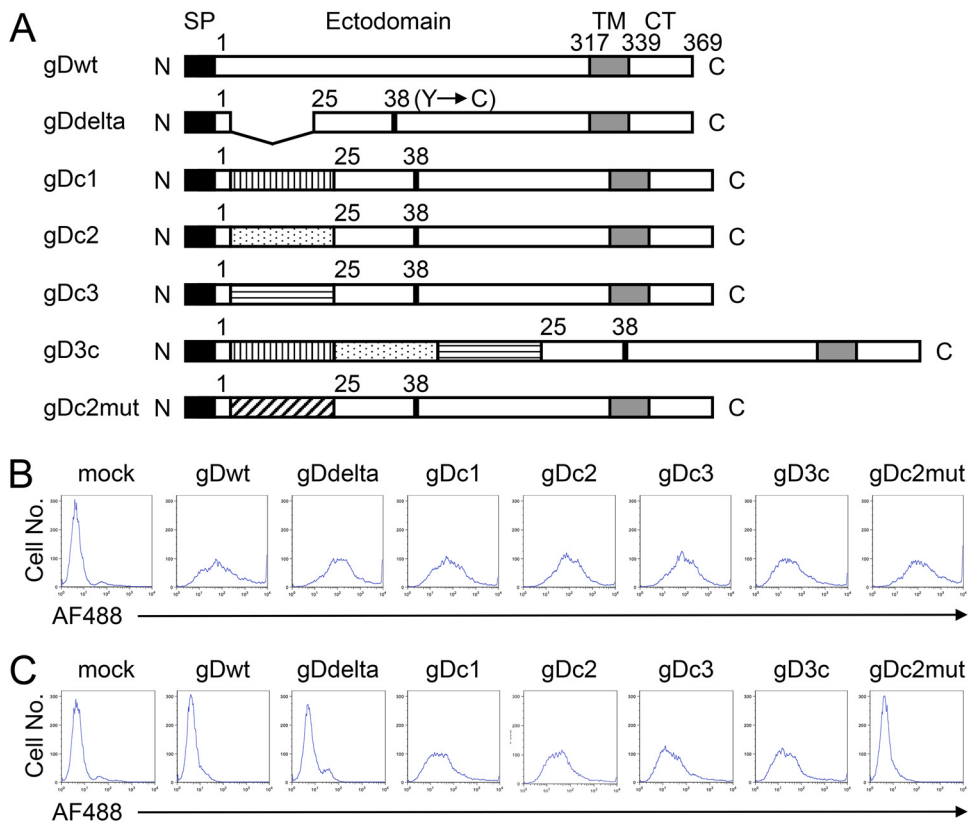 A
SP Ectodomain TM CT
1 317 339 369
gDwt N C
1 25 38 (Y→C)
gDdelta N C
1 25 38
gDc1 N C
1 25 38
gDc2 N C
1 25 38
gDc3 N C
1 25 38
gD3c N C
1 25 38
gDc2mut N C
B
mock gDwt gDdelta gDc1 gDc2 gDc3 gD3c gDc2mut
Cell No.
AF488
C
mock gDwt gDdelta gDc1 gDc2 gDc3 gD3c gDc2mut
Cell No.
AF488